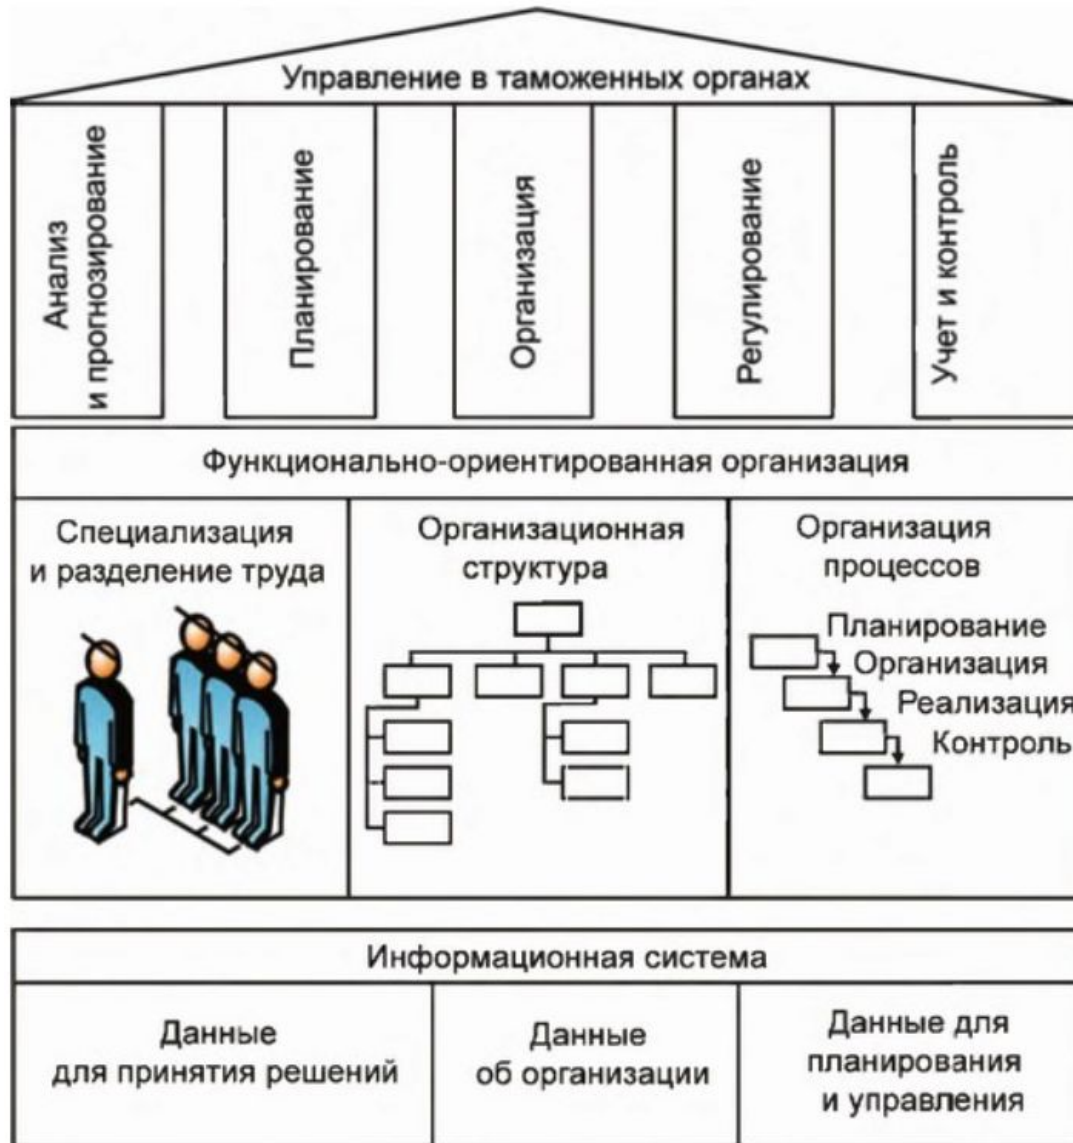 Управление в таможенных органах
Анализ
и прогнозирование
Планирование
Организация
Регулирование
Учет и контроль
Функционально-ориентированная организация
Специализация
и разделение труда
Организационная
структура
Организация
процессов
Планирование
Организация
Реализация
Контроль
Информационная система
Данные
для принятия решений
Данные
об организации
Данные для
планирования
и управления